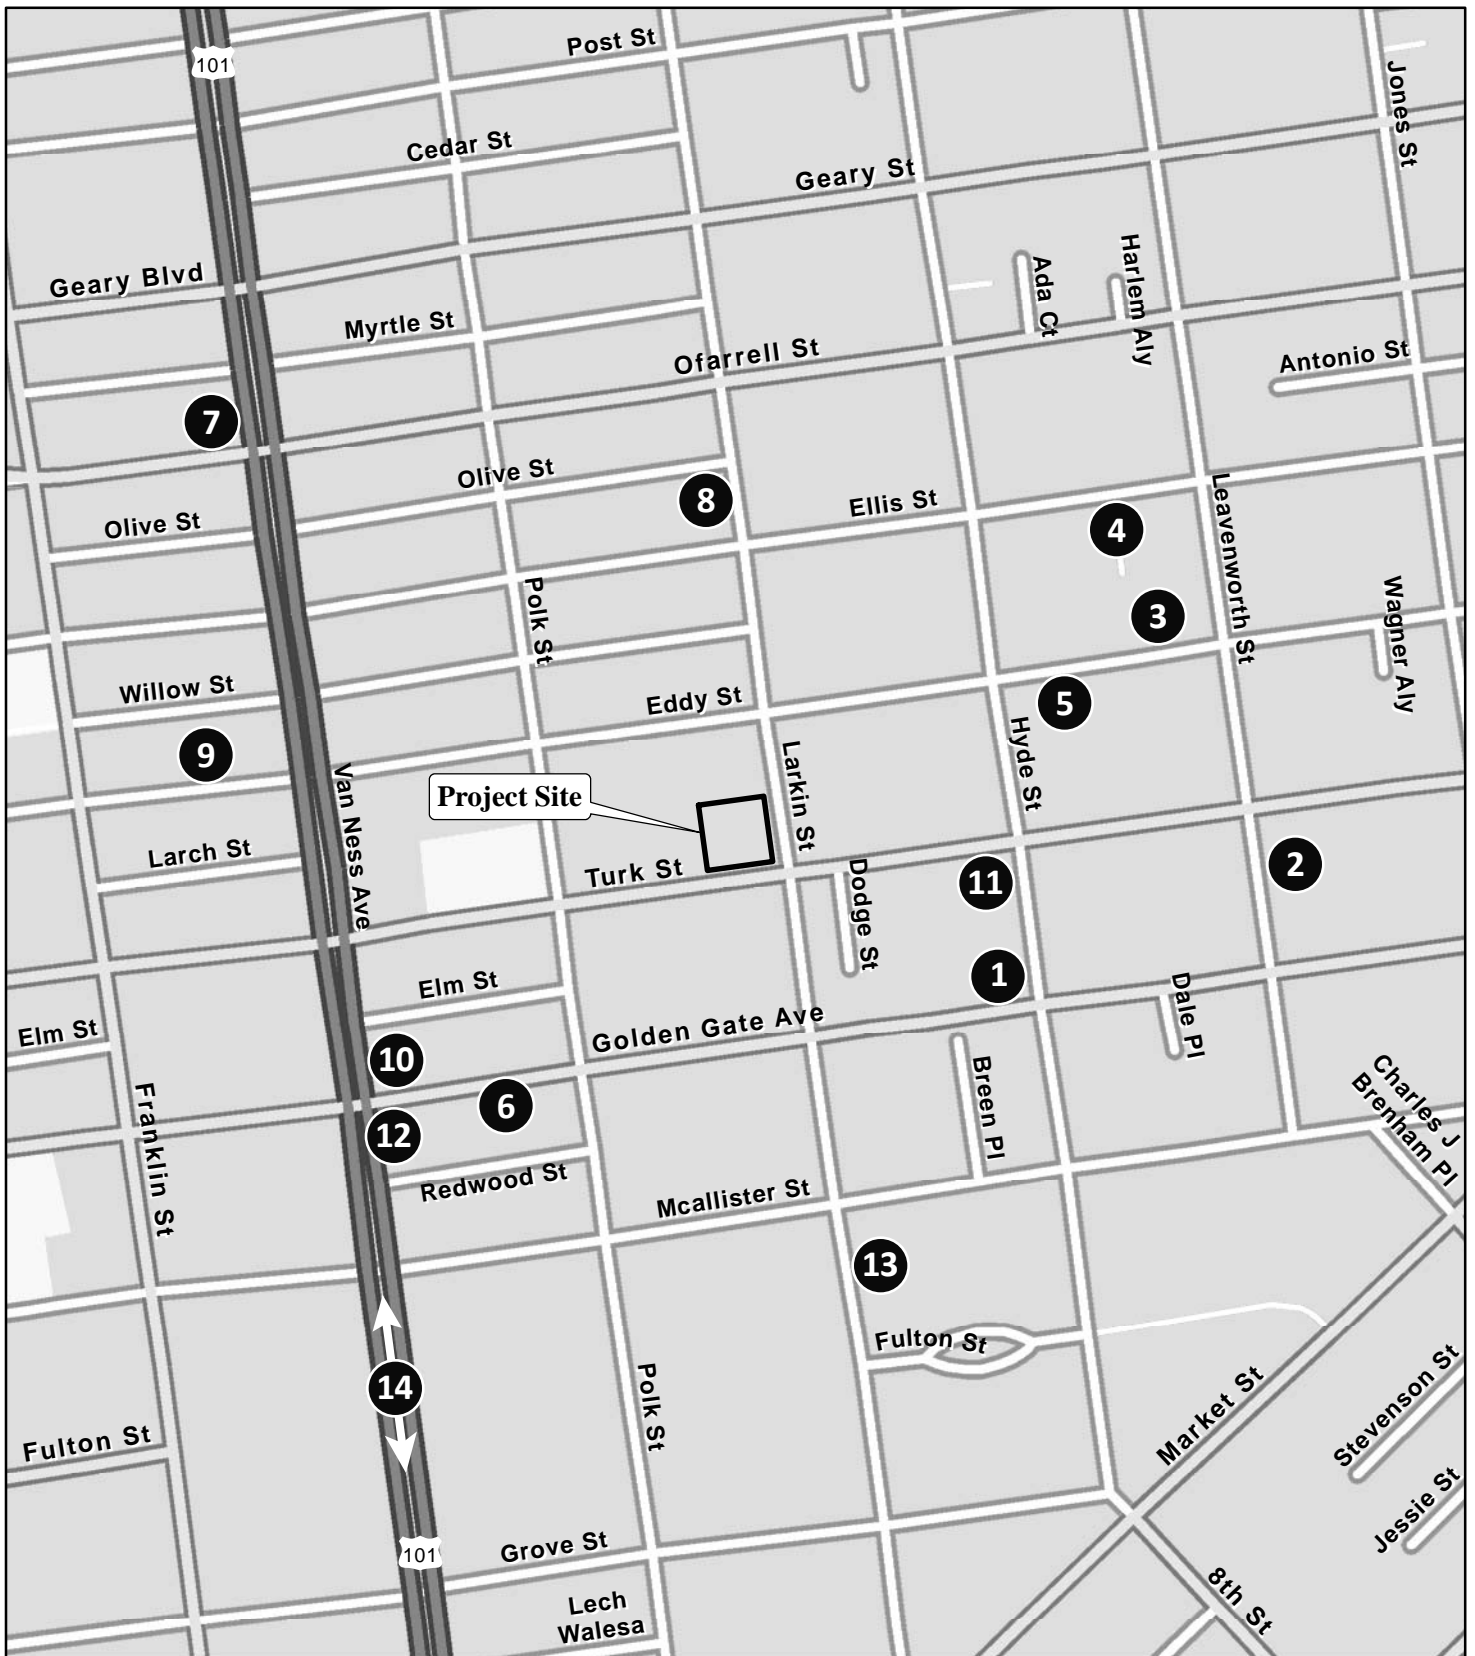 Post St
101
Jones St
Cedar St
Geary St
Geary Blvd
Harlem Aly
Ada Ct
Myrtle St
Ofarrell St
Antonio St
7
Olive St
8
Ellis St
Leavenworth St
Olive St
4
Polk St
Wagner Aly
3
Willow St
Eddy St
5
Hyde St
9
Larkin St
Van Ness Ave
Project Site
Larch St
Turk St
Dodge St
11
2
Elm St
1
Dale Pl
Golden Gate Ave
Elm St
10
Breen Pl
Charles J
Brenham Pl
Franklin St
6
12
Redwood St
Mcallister St
13
Fulton St
14
Polk St
Market St
Stevenson St
Fulton St
Jessie St
101
Grove St
8th St
Lech
Walesa